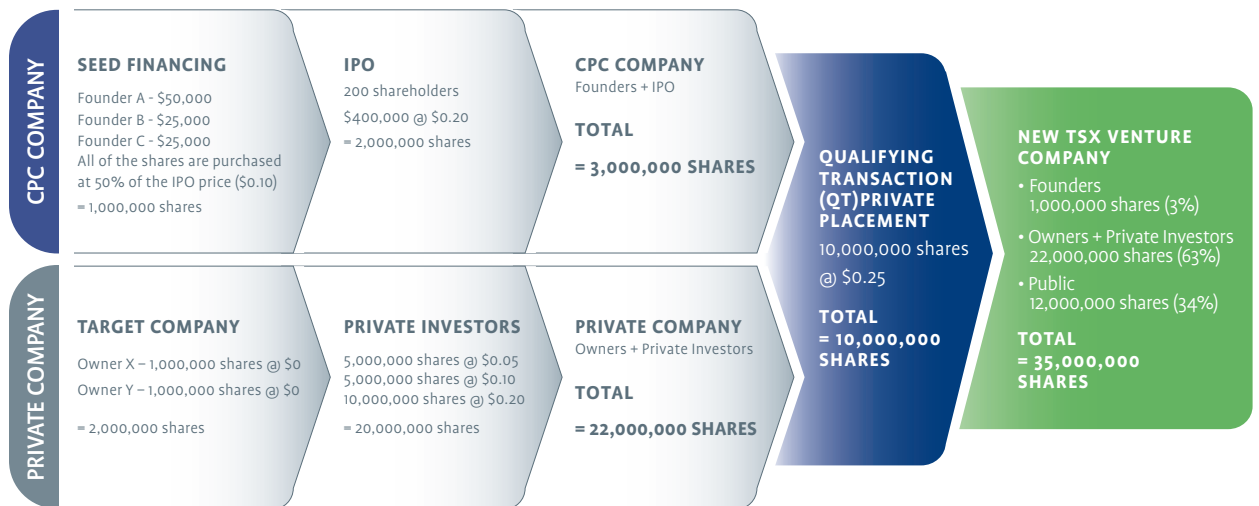 CPC COMPANY
SEED FINANCING
Founder A - $50,000
Founder B - $25,000
Founder C - $25,000
All of the shares are purchased
at 50% of the IPO price ($0.10)
= 1,000,000 shares
IPO
200 shareholders
$400,000 @ $0.20
= 2,000,000 shares
CPC COMPANY
Founders + IPO
TOTAL
= 3,000,000 SHARES
PRIVATE COMPANY
TARGET COMPANY
Owner X – 1,000,000 shares @ $0
Owner Y – 1,000,000 shares @ $0
= 2,000,000 shares
PRIVATE INVESTORS
5,000,000 shares @ $0.05
5,000,000 shares @ $0.10
10,000,000 shares @ $0.20
= 20,000,000 shares
PRIVATE COMPANY
Owners + Private Investors
TOTAL
= 22,000,000 SHARES
QUALIFYING
TRANSACTION
(QT)PRIVATE
PLACEMENT
10,000,000 shares
@ $0.25
TOTAL
= 10,000,000
SHARES
NEW TSX VENTURE
COMPANY
• Founders
1,000,000 shares (3%)
• Owners + Private Investors
22,000,000 shares (63%)
• Public
12,000,000 shares (34%)
TOTAL
= 35,000,000
SHARES